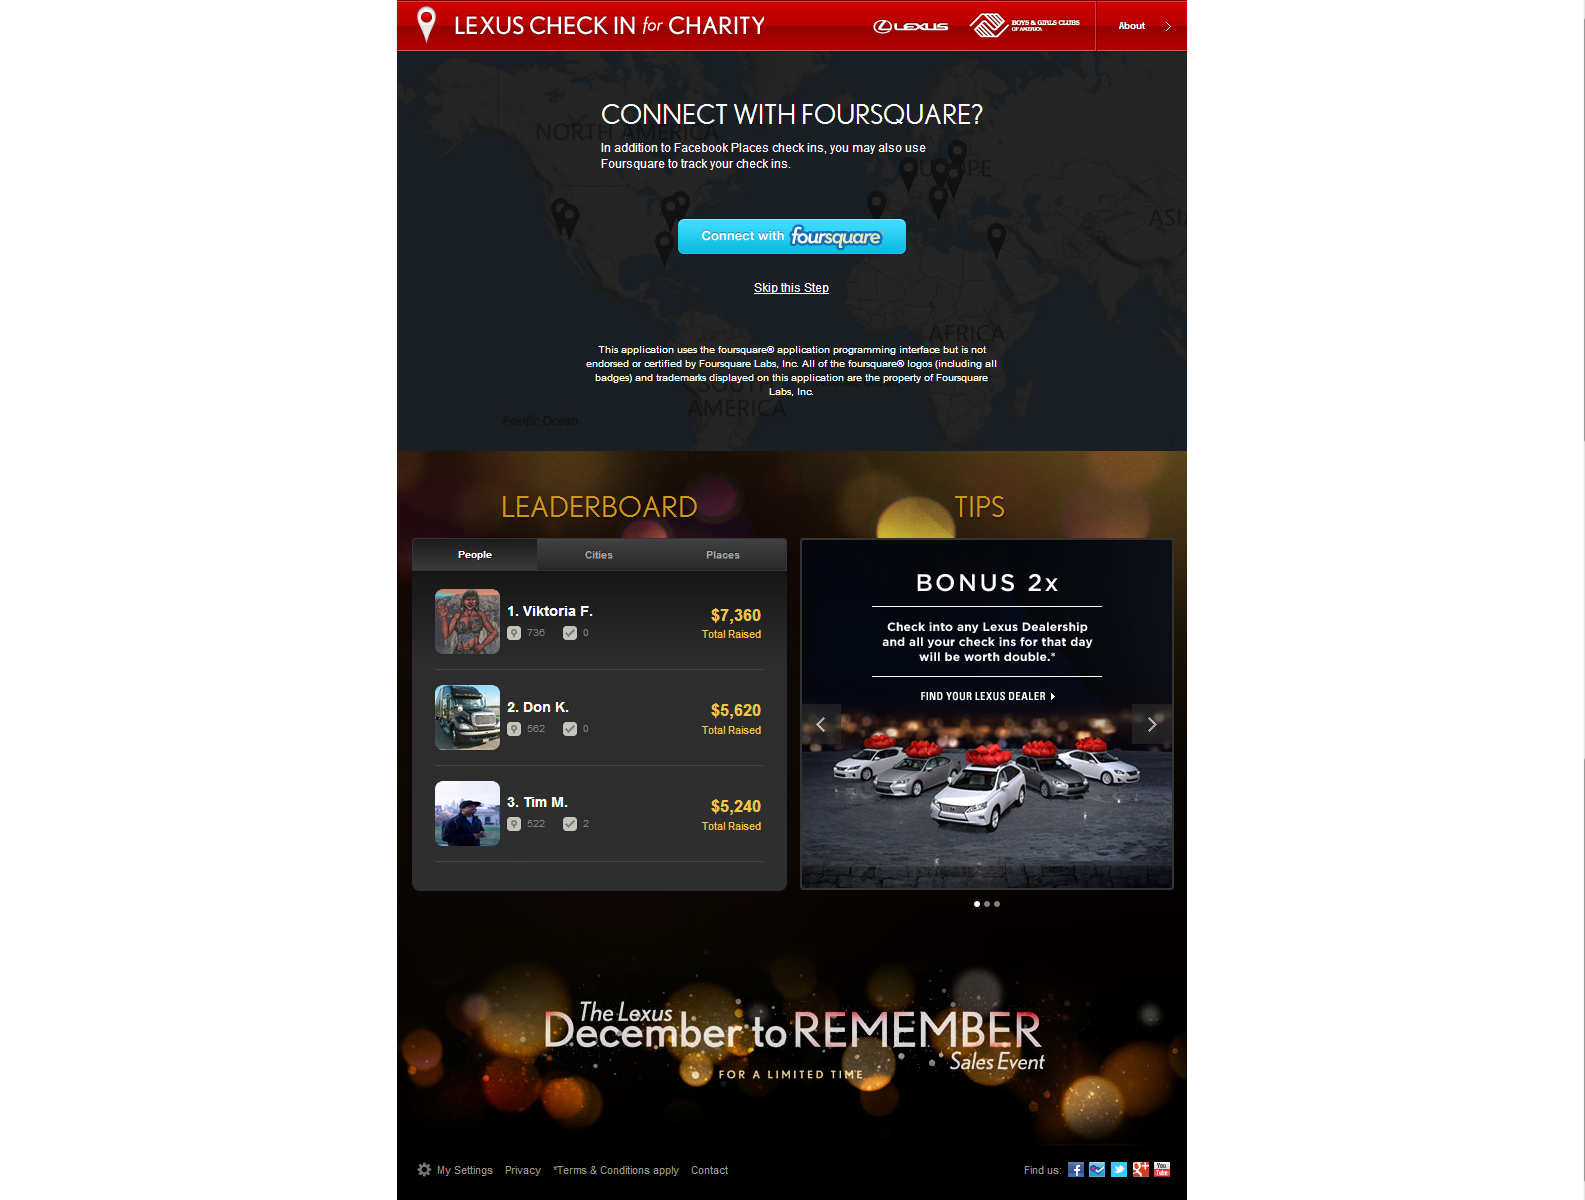 LEXUS CHECK IN for CHARITY
LEXUS
BOYS & GIRLS CLUBS
OF AMERICA
About
CONNECT WITH FOURSQUARE?
NORTH AMERICA
In addition to Facebook Places check ins, you may also use
Foursquare to track your check ins.
Connect with foursquare
Skip this Step
AFRICA
This application uses the foursquare® application programming interface but is not
endorsed or certified by Foursquare Labs, Inc. All of the foursquare® logos (including all
badges) and trademarks displayed on this application are the property of Foursquare
Labs, Inc.
AMERICA
Pacific Ocean
LEADERBOARD
People Cities Places
1. Viktoria F.
736 0
$7,360
Total Raised
2. Don K.
562 0
$5,620
Total Raised
3. Tim M.
522 2
$5,240
Total Raised
TIPS
BONUS 2x
Check into any Lexus Dealership
and all your check ins for that day
will be worth double.*
FIND YOUR LEXUS DEALER
The Lexus
December to REMEMBER
Sales Event
FOR A LIMITED TIME
My Settings Privacy *Terms & Conditions apply Contact
Find us:
You
Tube